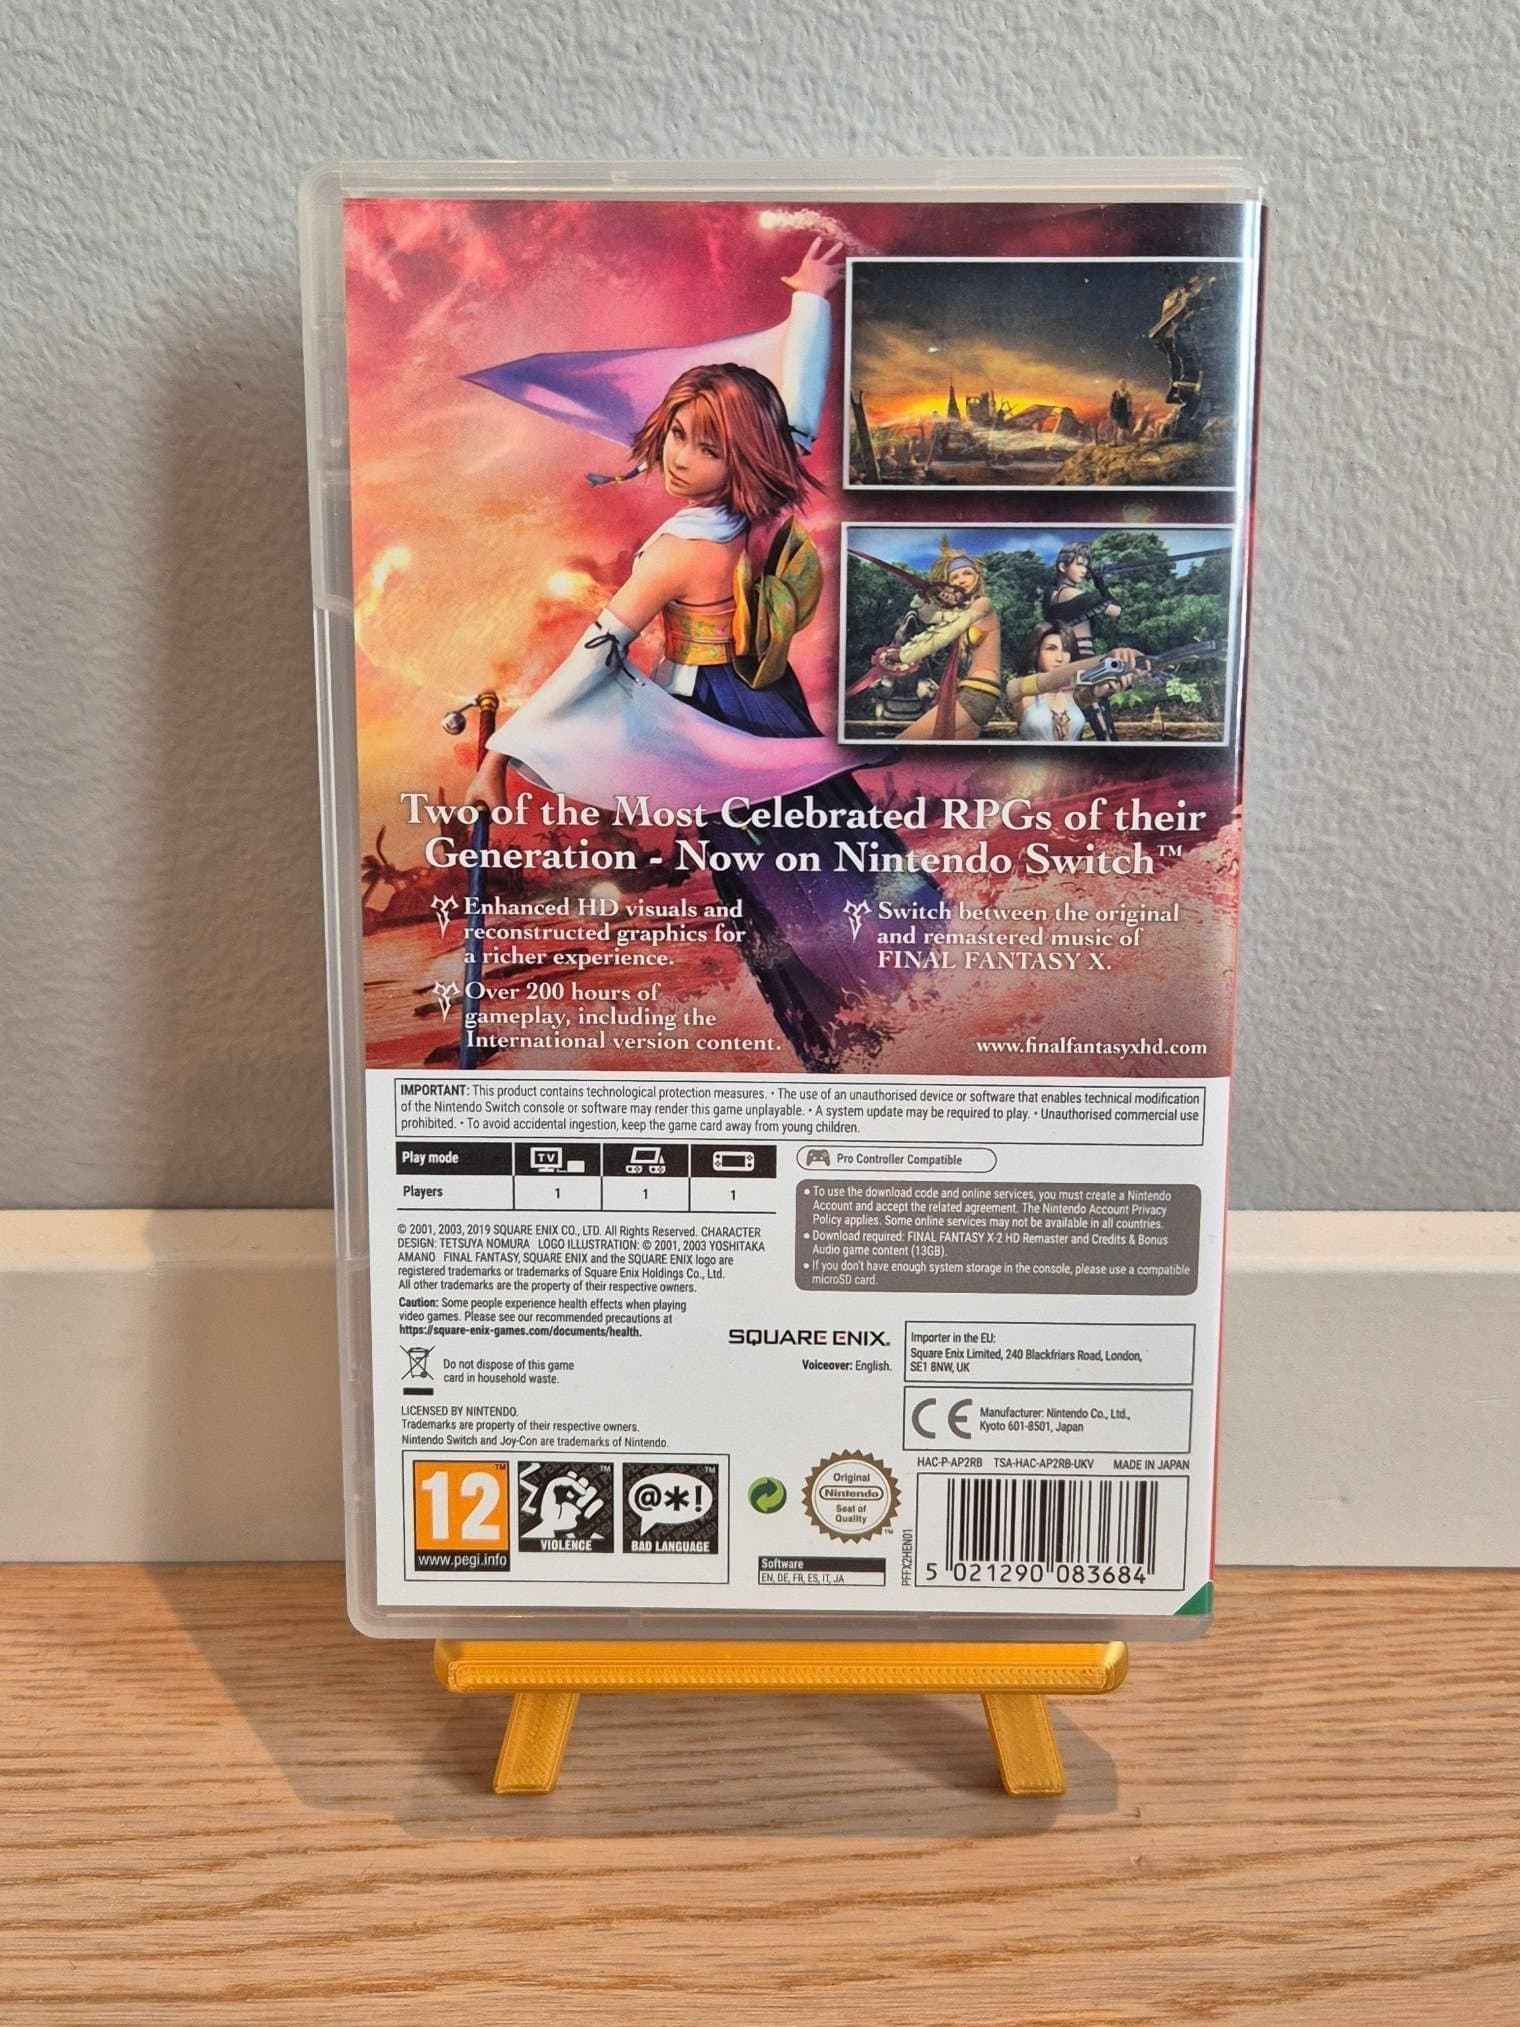 Two of the Most Celebrated RPGs of their
Generation - Now on Nintendo Switch™
Enhanced HD visuals and
reconstructed graphics for
a richer experience.
Over 200 hours of
gameplay, including the
International version content.
Switch between the original
and remastered music of
FINAL FANTASY X.
www.finalfantasyxhd.com
IMPORTANT: This product contains technological protection measures. • The use of an unauthorised device or software that enables technical modification
of the Nintendo Switch console or software may render this game unplayable. • A system update may be required to play. • Unauthorised commercial use
prohibited. • To avoid accidental ingestion, keep the game card away from young children.
Play mode TV
Players 1 1 1
Pro Controller Compatible
• To use the download code and online services, you must create a Nintendo
Account and accept the related agreement. The Nintendo Account Privacy
Policy applies. Some online services may not be available in all countries.
• Download required: FINAL FANTASY X-2 HD Remaster and Credits & Bonus
Audio game content (13GB).
• If you don't have enough system storage in the console, please use a compatible
microSD card.
© 2001, 2003, 2019 SQUARE ENIX CO., LTD. All Rights Reserved. CHARACTER
DESIGN: TETSUYA NOMURA LOGO ILLUSTRATION: © 2001, 2003 YOSHITAKA
AMANO FINAL FANTASY, SQUARE ENIX and the SQUARE ENIX logo are
registered trademarks or trademarks of Square Enix Holdings Co., Ltd.
All other trademarks are the property of their respective owners.
Caution: Some people experience health effects when playing
video games. Please see our recommended precautions at
https://square-enix-games.com/documents/health.
Do not dispose of this game
card in household waste.
SQUARE ENIX.
Voiceover: English.
Importer in the EU:
Square Enix Limited, 240 Blackfriars Road, London,
SE1 8NW, UK
CE
Manufacturer: Nintendo Co., Ltd.,
Kyoto 601-8501, Japan
LICENSED BY NINTENDO.
Trademarks are property of their respective owners.
Nintendo Switch and Joy-Con are trademarks of Nintendo.
HAC-P-AP2RB TSA-HAC-AP2RB-UKV MADE IN JAPAN
12™
www.pegi.info
™
VIOLENCE
@*!™
BAD LANGUAGE
Original
Nintendo
Seal of
Quality
™
Software
EN, DE, FR, ES, IT, JA
PFFX2HEN01
5 021290 083684